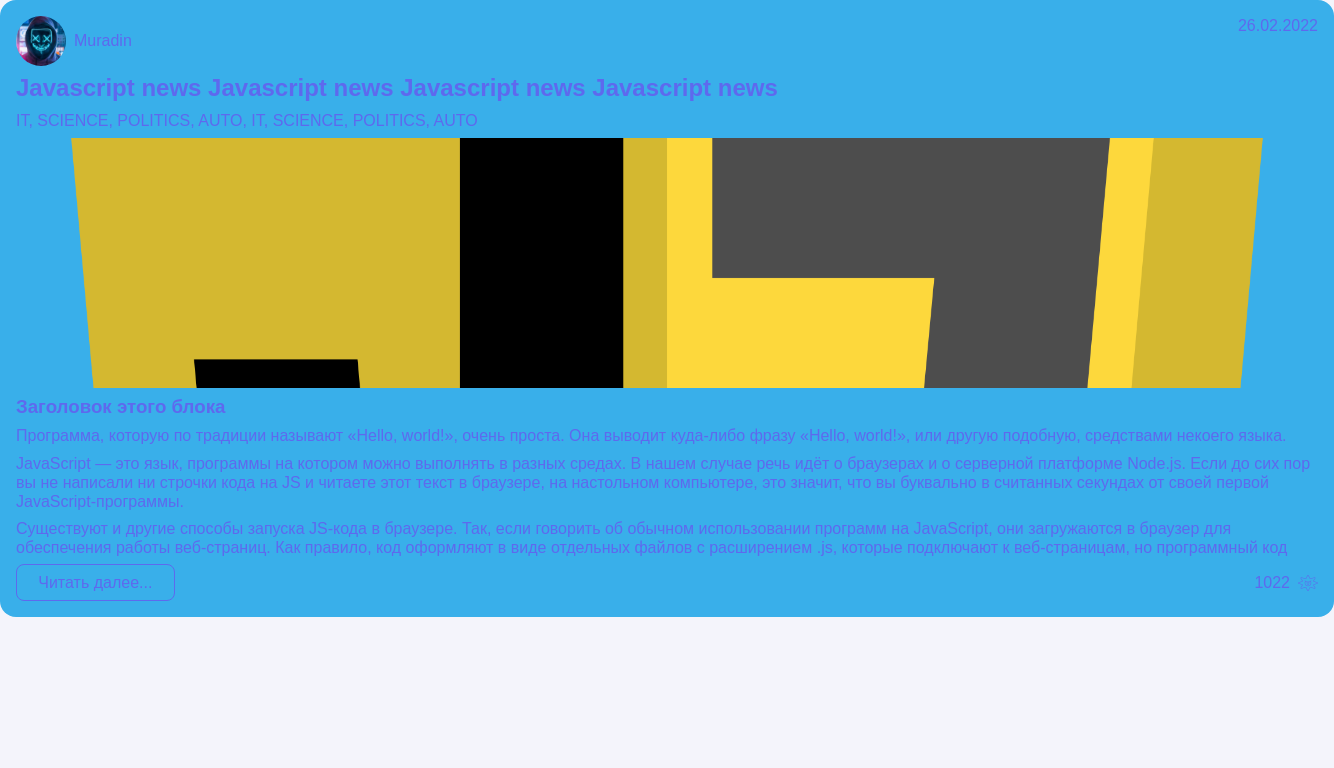 Muradin
26.02.2022
Javascript news Javascript news Javascript news Javascript news
IT, SCIENCE, POLITICS, AUTO, IT, SCIENCE, POLITICS, AUTO
Заголовок этого блока
Программа, которую по традиции называют «Hello, world!», очень проста. Она выводит куда-либо фразу «Hello, world!», или другую подобную, средствами некоего языка.
JavaScript — это язык, программы на котором можно выполнять в разных средах. В нашем случае речь идёт о браузерах и о серверной платформе Node.js. Если до сих пор
вы не написали ни строчки кода на JS и читаете этот текст в браузере, на настольном компьютере, это значит, что вы буквально в считанных секундах от своей первой
JavaScript-программы.
Существуют и другие способы запуска JS-кода в браузере. Так, если говорить об обычном использовании программ на JavaScript, они загружаются в браузер для
обеспечения работы веб-страниц. Как правило, код оформляют в виде отдельных файлов с расширением .js, которые подключают к веб-страницам, но программный код
Читать далее...
1022